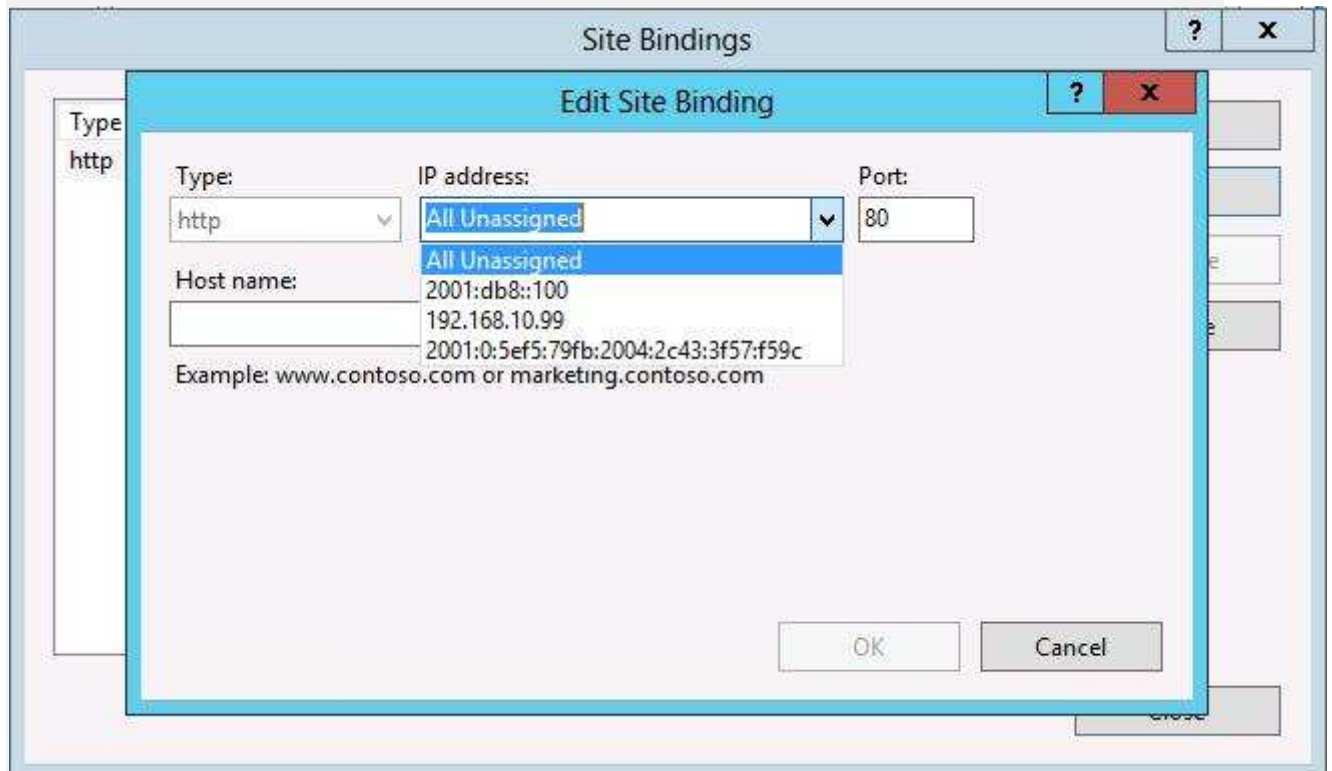 Site Bindings
? x
Edit Site Binding
? x
Type
http
Type:
IP address:
Port:
http
All Unassigned
80
All Unassigned
Host name:
2001:db8::100
192.168.10.99
2001:0:5ef5:79fb:2004:2c43:3f57:f59c
Example: www.contoso.com or marketing.contoso.com
OK
Cancel
Close